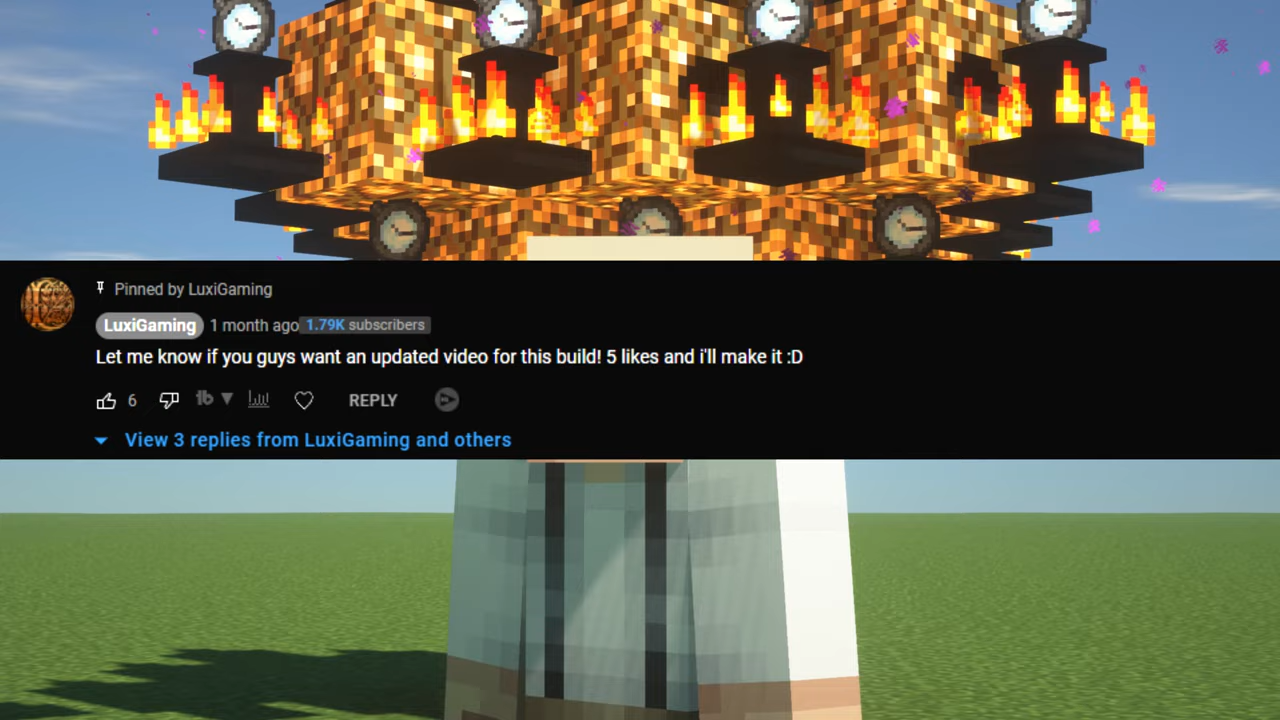 Pinned by LuxiGaming
LuxiGaming 1 month ago 1.79K subscribers
Let me know if you guys want an updated video for this build! 5 likes and i'll make it :D
6 REPLY
View 3 replies from LuxiGaming and others